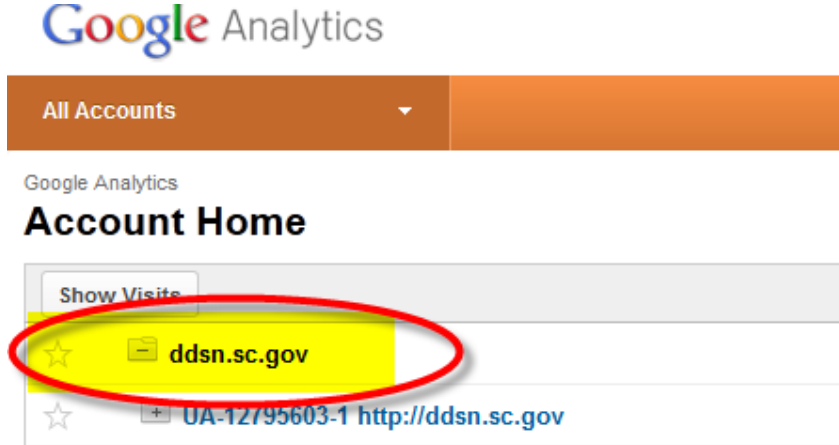 Google Analytics
All Accounts
Google Analytics
Account Home
Show Visits
ddsn.sc.gov
UA-12795603-1 http://ddsn.sc.gov